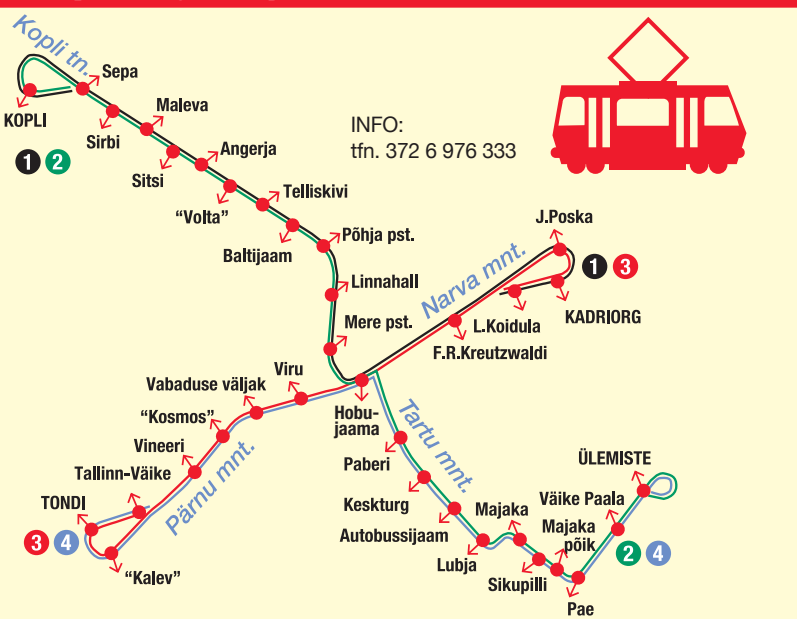 Kopli tn.
Sepa
KOPLI
Maleva
Sirbi
INFO:
tfn. 372 6 976 333
1 2
Angerja
Sitsi
Telliskivi
"Volta"
J.Poska
Põhja pst.
Baltijaam
Narva mnt.
1 3
Linnahall
KADRIORG
Mere pst.
L.Koidula
F.R.Kreutzwaldi
Viru
Vabaduse väljak
"Kosmos"
Hobu-
jaama
Tartu mnt.
Vineeri
Pärnu mnt.
Paberi
ÜLEMISTE
Tallinn-Väike
Keskturg
Väike Paala
TONDI
Majaka
Majaka
põik
Autobussijaam
3 4
2 4
Lubja
"Kalev"
Sikupilli
Pae